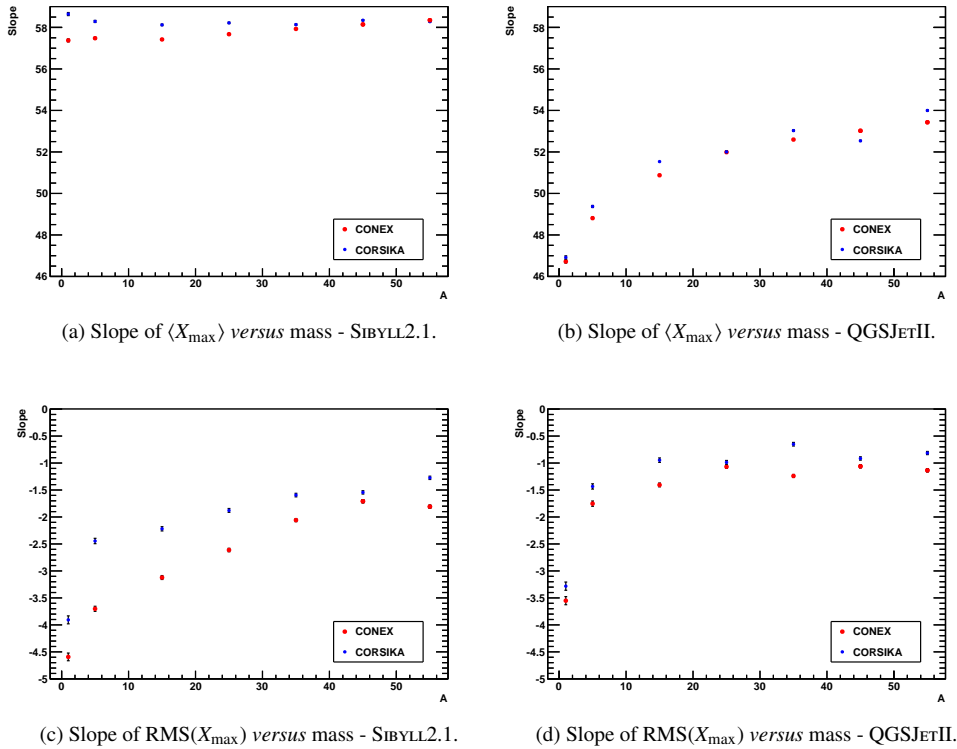 Slope
58
56
54
52
50
48
46
0 10 20 30 40 50
A
CONEX
CORSIKA
(a) Slope of ⟨Xmax⟩ versus mass - SIBYLL2.1.
Slope
58
56
54
52
50
48
46
0 10 20 30 40 50
A
CONEX
CORSIKA
(b) Slope of ⟨Xmax⟩ versus mass - QGSJETII.
Slope
0
-0.5
-1
-1.5
-2
-2.5
-3
-3.5
-4
-4.5
-5
0 10 20 30 40 50
A
CONEX
CORSIKA
(c) Slope of RMS(Xmax) versus mass - SIBYLL2.1.
Slope
0
-0.5
-1
-1.5
-2
-2.5
-3
-3.5
-4
-4.5
-5
0 10 20 30 40 50
A
CONEX
CORSIKA
(d) Slope of RMS(Xmax) versus mass - QGSJETII.